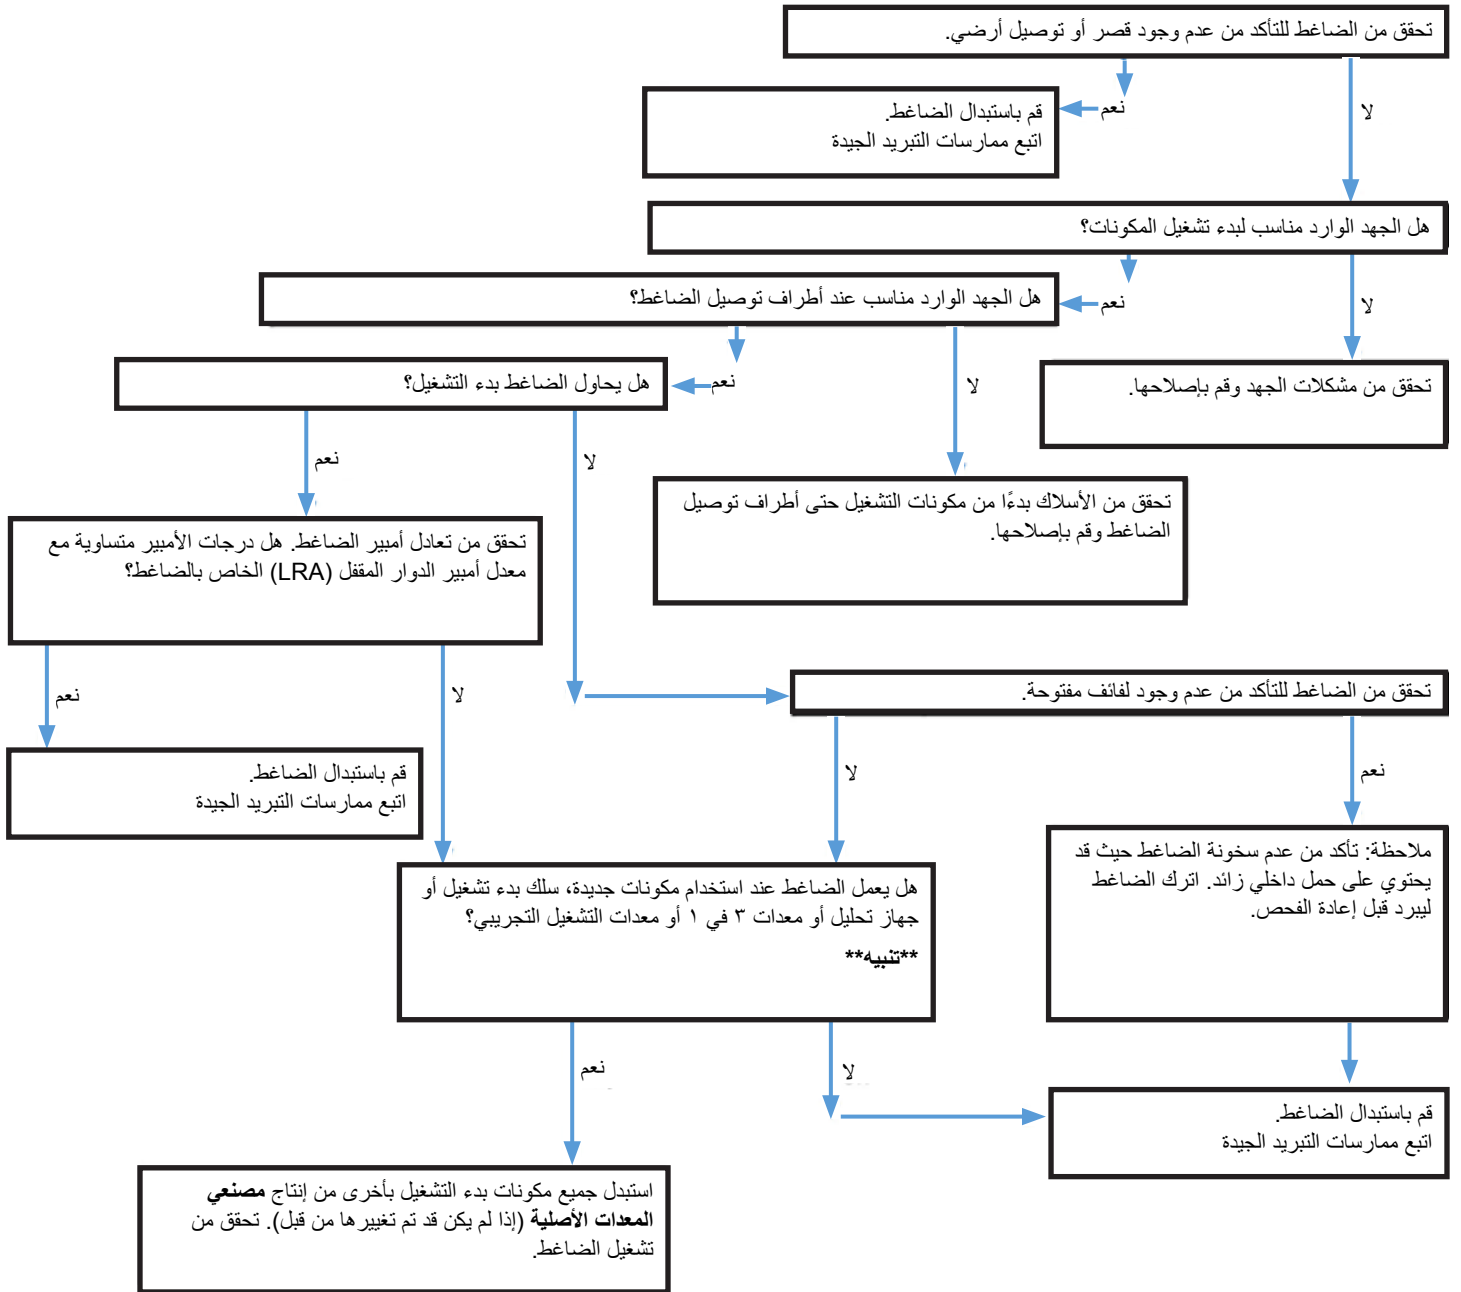 تحقق من الضاغط للتأكد من عدم وجود قصر أو توصيل أرضي.
نعم
لا
قم باستبدال الضاغط.
اتبع ممارسات التبريد الجيدة
هل الجهد الوارد مناسب لبدء تشغيل المكونات؟
نعم
لا
هل الجهد الوارد مناسب عند أطراف توصيل الضاغط؟
نعم
لا
تحقق من مشكلات الجهد وقم بإصلاحها.
هل يحاول الضاغط بدء التشغيل؟
نعم
لا
تحقق من الأسلاك بدءًا من مكونات التشغيل حتى أطراف توصيل
الضاغط وقم بإصلاحها.
تحقق من تعادل أمبير الضاغط. هل درجات الأمبير متساوية مع
معدل أمبير الدوار المقفل (LRA) الخاص بالضاغط؟
نعم
لا
تحقق من الضاغط للتأكد من عدم وجود لفائف مفتوحة.
لا
نعم
قم باستبدال الضاغط.
اتبع ممارسات التبريد الجيدة
ملاحظة: تأكد من عدم سخونة الضاغط حيث قد
يحتوي على حمل داخلي زائد. اترك الضاغط
ليبرد قبل إعادة الفحص.
هل يعمل الضاغط عند استخدام مكونات جديدة، سلك بدء تشغيل أو
جهاز تحليل أو معدات ٣ في ١ أو معدات التشغيل التجريبي؟
**تنبيه**
نعم
لا
قم باستبدال الضاغط.
اتبع ممارسات التبريد الجيدة
استبدل جميع مكونات بدء التشغيل بأخرى من إنتاج مصنعي
المعدات الأصلية (إذا لم يكن قد تم تغييرها من قبل). تحقق من
تشغيل الضاغط.